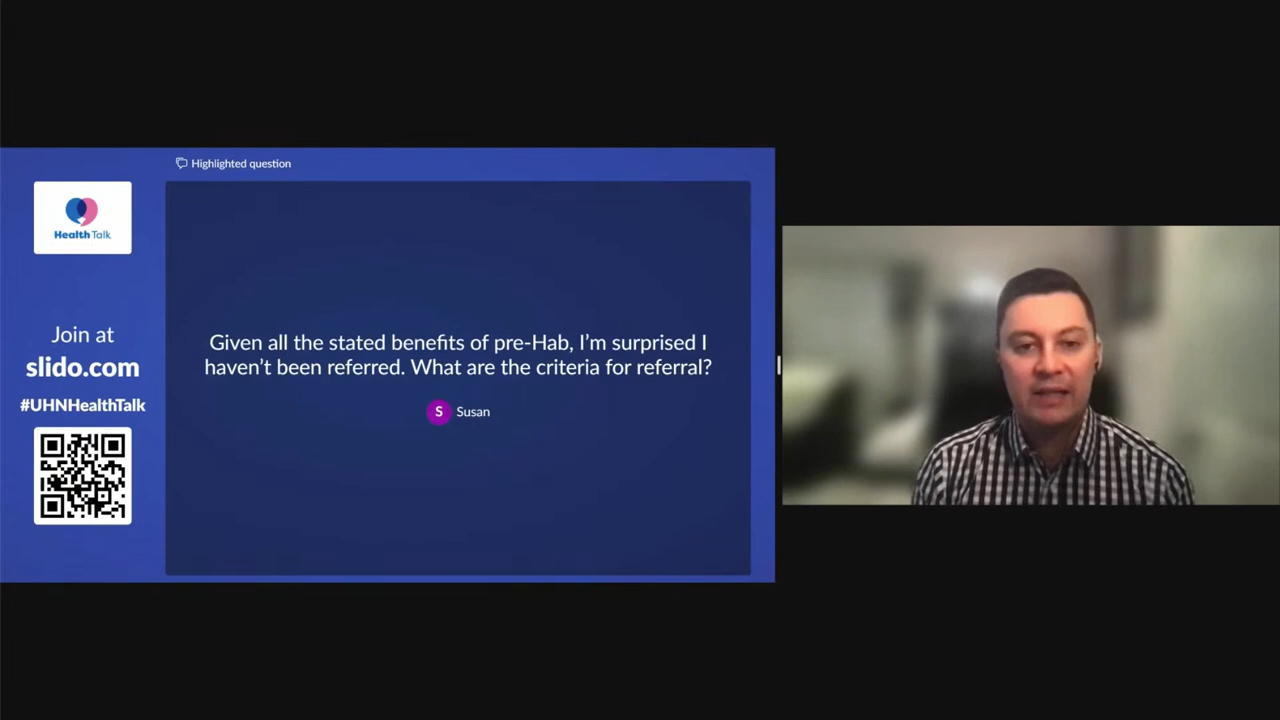 Highlighted question
Health Talk
Join at
slido.com
#UHNHealthTalk
Given all the stated benefits of pre-Hab, I’m surprised I
haven’t been referred. What are the criteria for referral?
S Susan